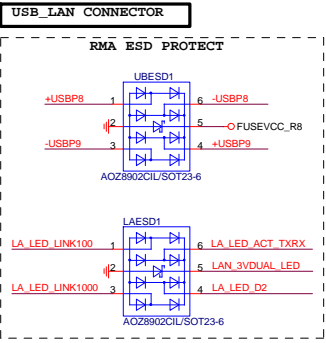 USB_LAN CONNECTOR
RMA ESD PROTECT
UBESD1
+USBP8 1 6 -USBP8
2 5 FUSEVCC_R8
-USBP9 3 4 +USBP9
AOZ8902CIL/SOT23-6
LAESD1
LA_LED_LINK100 1 6 LA_LED_ACT_TXRX
2 5 LAN_3VDUAL_LED
LA_LED_LINK1000 3 4 LA_LED_D2
AOZ8902CIL/SOT23-6